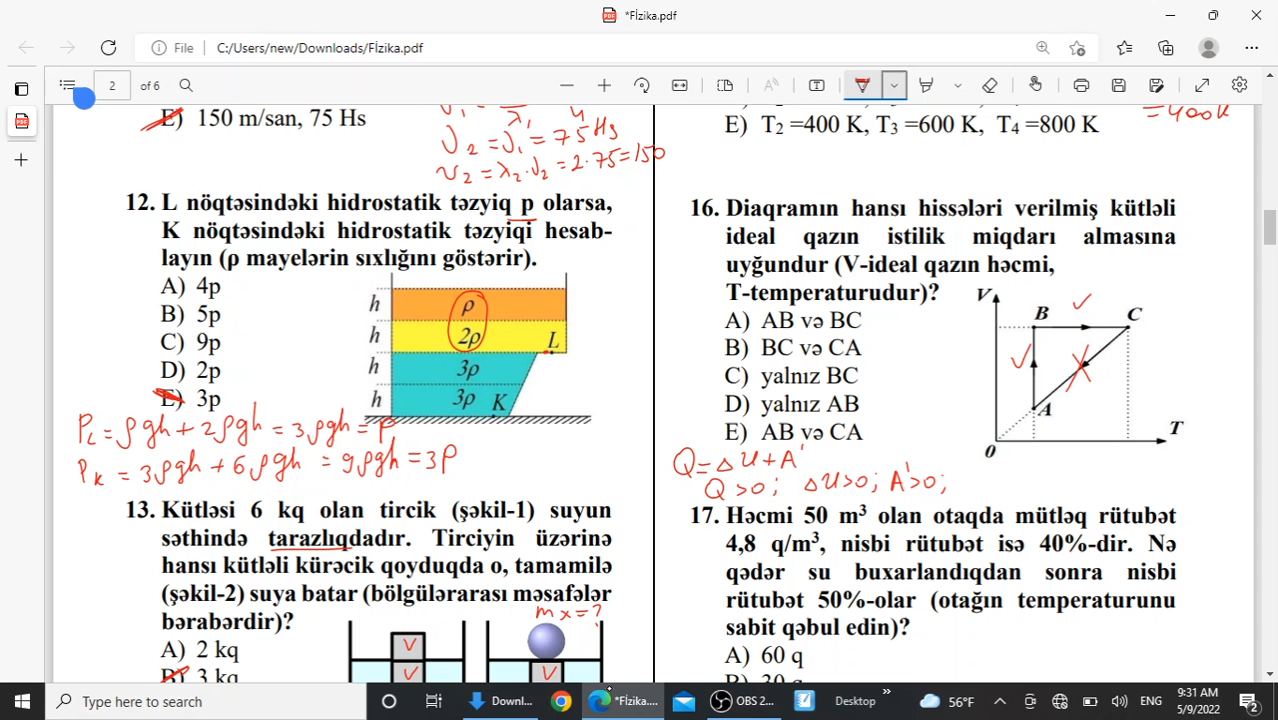 *Fİzika.pdf
File
C:/Users/new/Downloads/Fİzika.pdf
2 of 6
E) 150 m/san, 75 Hs
ν₂ = ν₁ = 75 Hs
v₂ = λ₂·ν₂ = 2·75 = 150
12. L nöqtəsindəki hidrostatik təzyiq p olarsa,
K nöqtəsindəki hidrostatik təzyiqi hesab-
layın (ρ mayelərin sıxlığını göstərir).
A) 4p
B) 5p
C) 9p
D) 2p
E) 3p
h ρ
h 2ρ L
h 3ρ
h 3ρ K
P_L = ρgh + 2ρgh = 3ρgh = P
P_K = 3ρgh + 6ρgh = 9ρgh = 3P
13. Kütləsi 6 kq olan tircik (şəkil-1) suyun
səthində tarazlıqdadır. Tirciyin üzərinə
hansı kütləli kürəcik qoyduqda o, tamamilə
(şəkil-2) suya batar (bölgülərarası məsafələr
bərabərdir)?
m x = ?
A) 2 kq
B) 3 kq
V
V
V
=400K
E) T₂ =400 K, T₃ =600 K, T₄ =800 K
16. Diaqramın hansı hissələri verilmiş kütləli
ideal qazın istilik miqdarı almasına
uyğundur (V-ideal qazın həcmi,
T-temperaturudur)?
A) AB və BC
B) BC və CA
C) yalnız BC
D) yalnız AB
E) AB və CA
V
B C
A
T
0
Q = ΔU + A'
Q > 0; ΔU > 0; A' > 0;
17. Həcmi 50 m³ olan otaqda mütləq rütubət
4,8 q/m³, nisbi rütubət isə 40%-dir. Nə
qədər su buxarlandıqdan sonra nisbi
rütubət 50%-olar (otağın temperaturunu
sabit qəbul edin)?
A) 60 q
Type here to search
Downl...
*Fİzika....
OBS 2...
Desktop
56°F
ENG
9:31 AM
5/9/2022
2